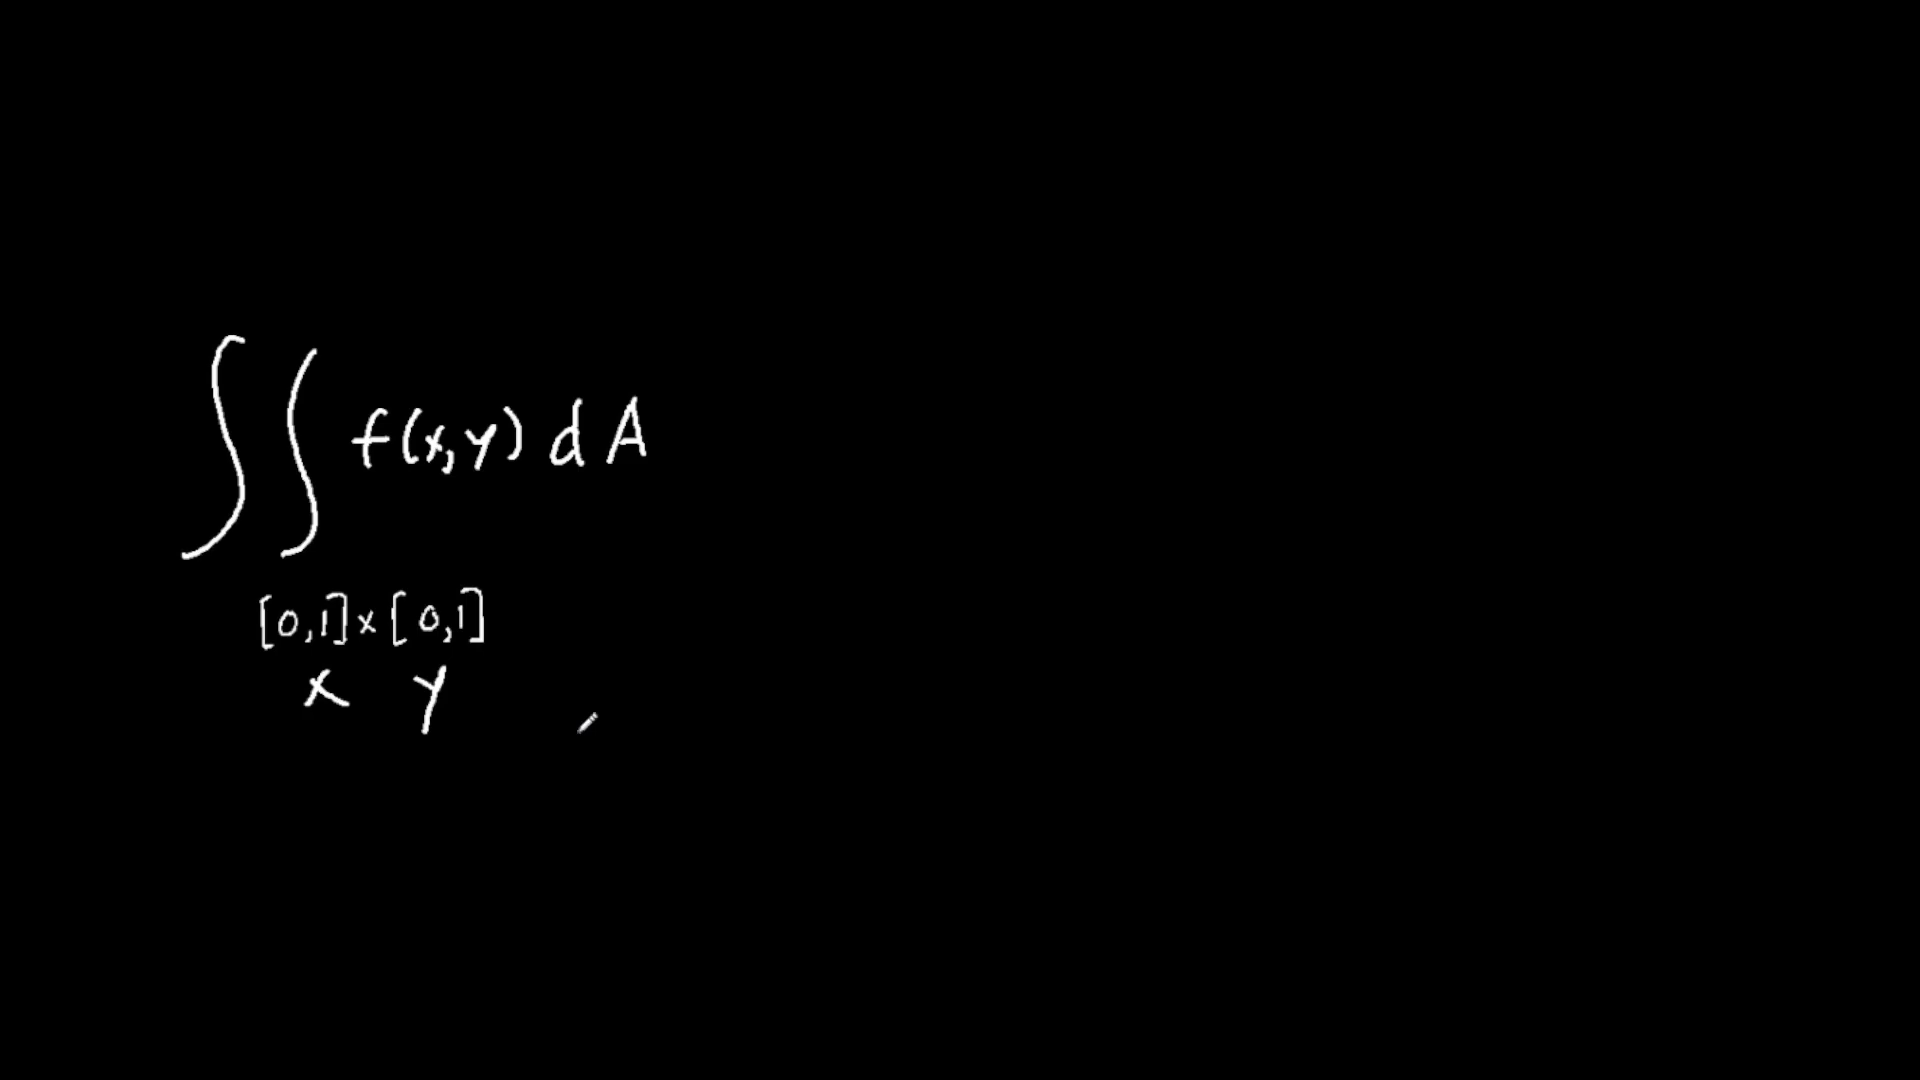 ∫∫ f(x,y) dA
[0,1]×[0,1]
x y